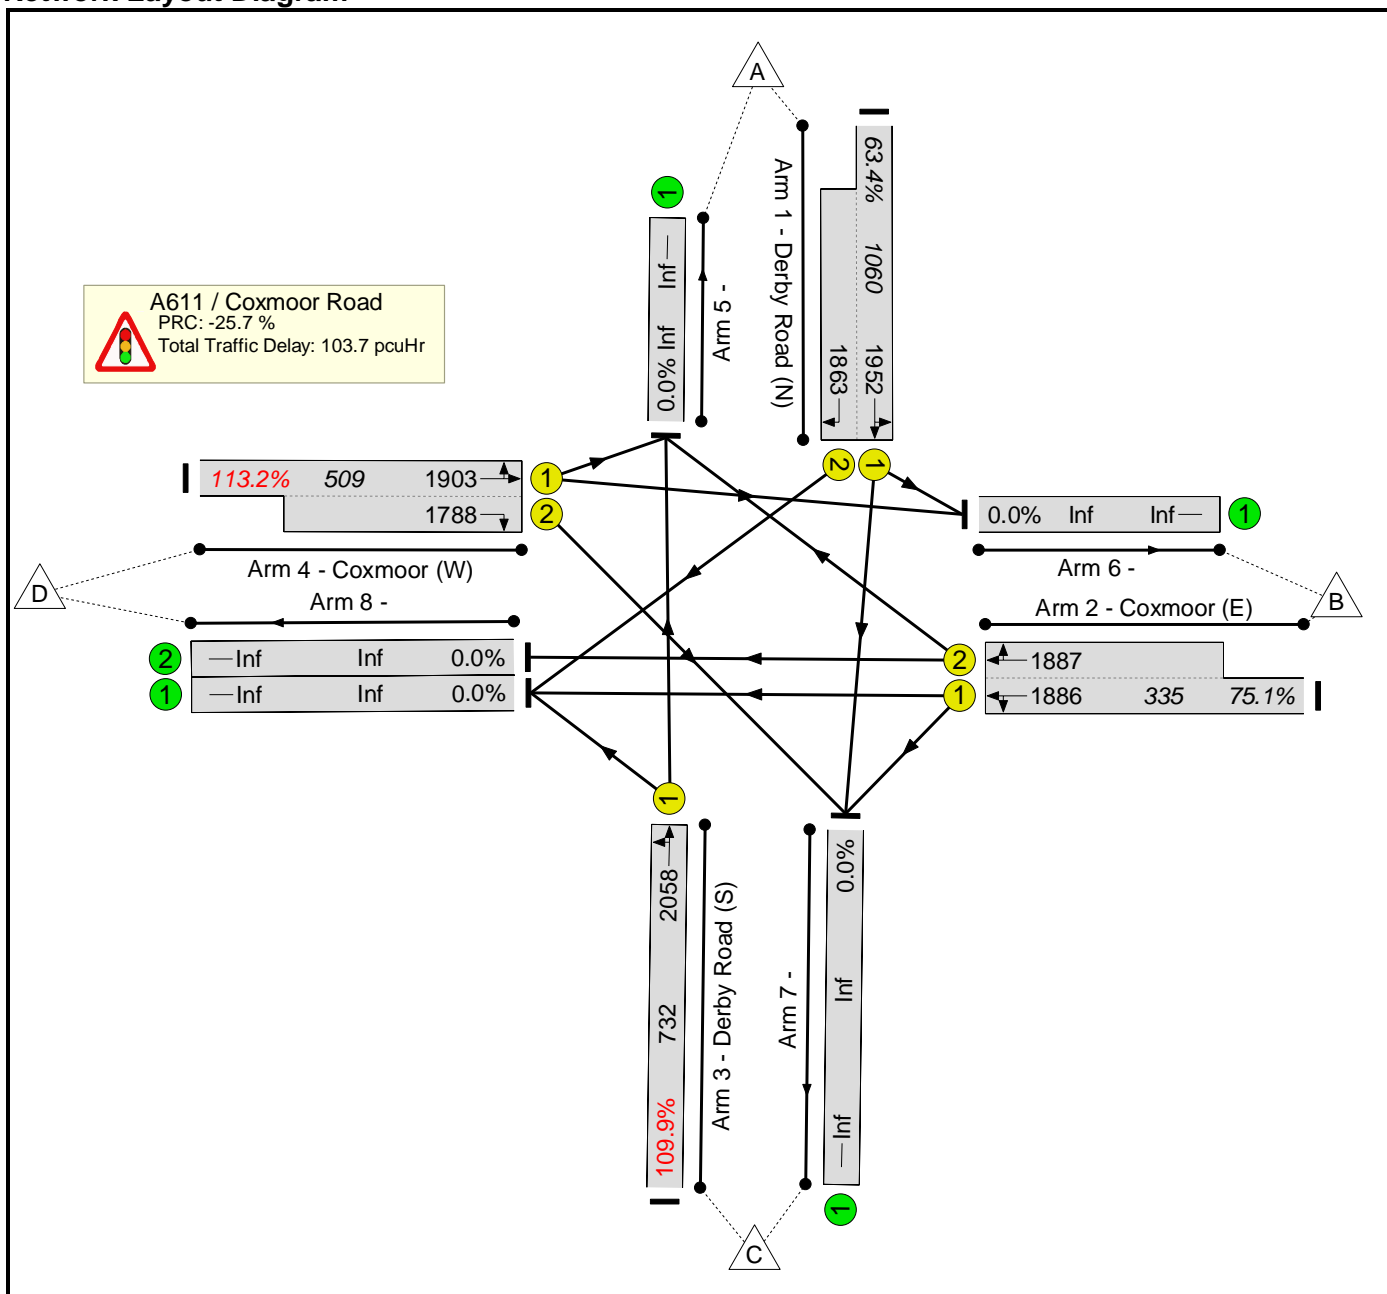 Network Layout Diagram
A
Arm 1 - Derby Road (N)
63.4% 1060 1952
1863
1
Arm 5 -
0.0% Inf Inf
A611 / Coxmoor Road
PRC: -25.7 %
Total Traffic Delay: 103.7 pcuHr
2 1
113.2% 509 1903 1
1788 2
0.0% Inf Inf 1
Arm 4 - Coxmoor (W)
Arm 6 -
D
Arm 8 -
Arm 2 - Coxmoor (E)
B
2 Inf Inf 0.0%
2 1887
1 Inf Inf 0.0%
1 1886 335 75.1%
1
109.9% 732 2058
Arm 3 - Derby Road (S)
Arm 7 -
Inf Inf 0.0%
1
C